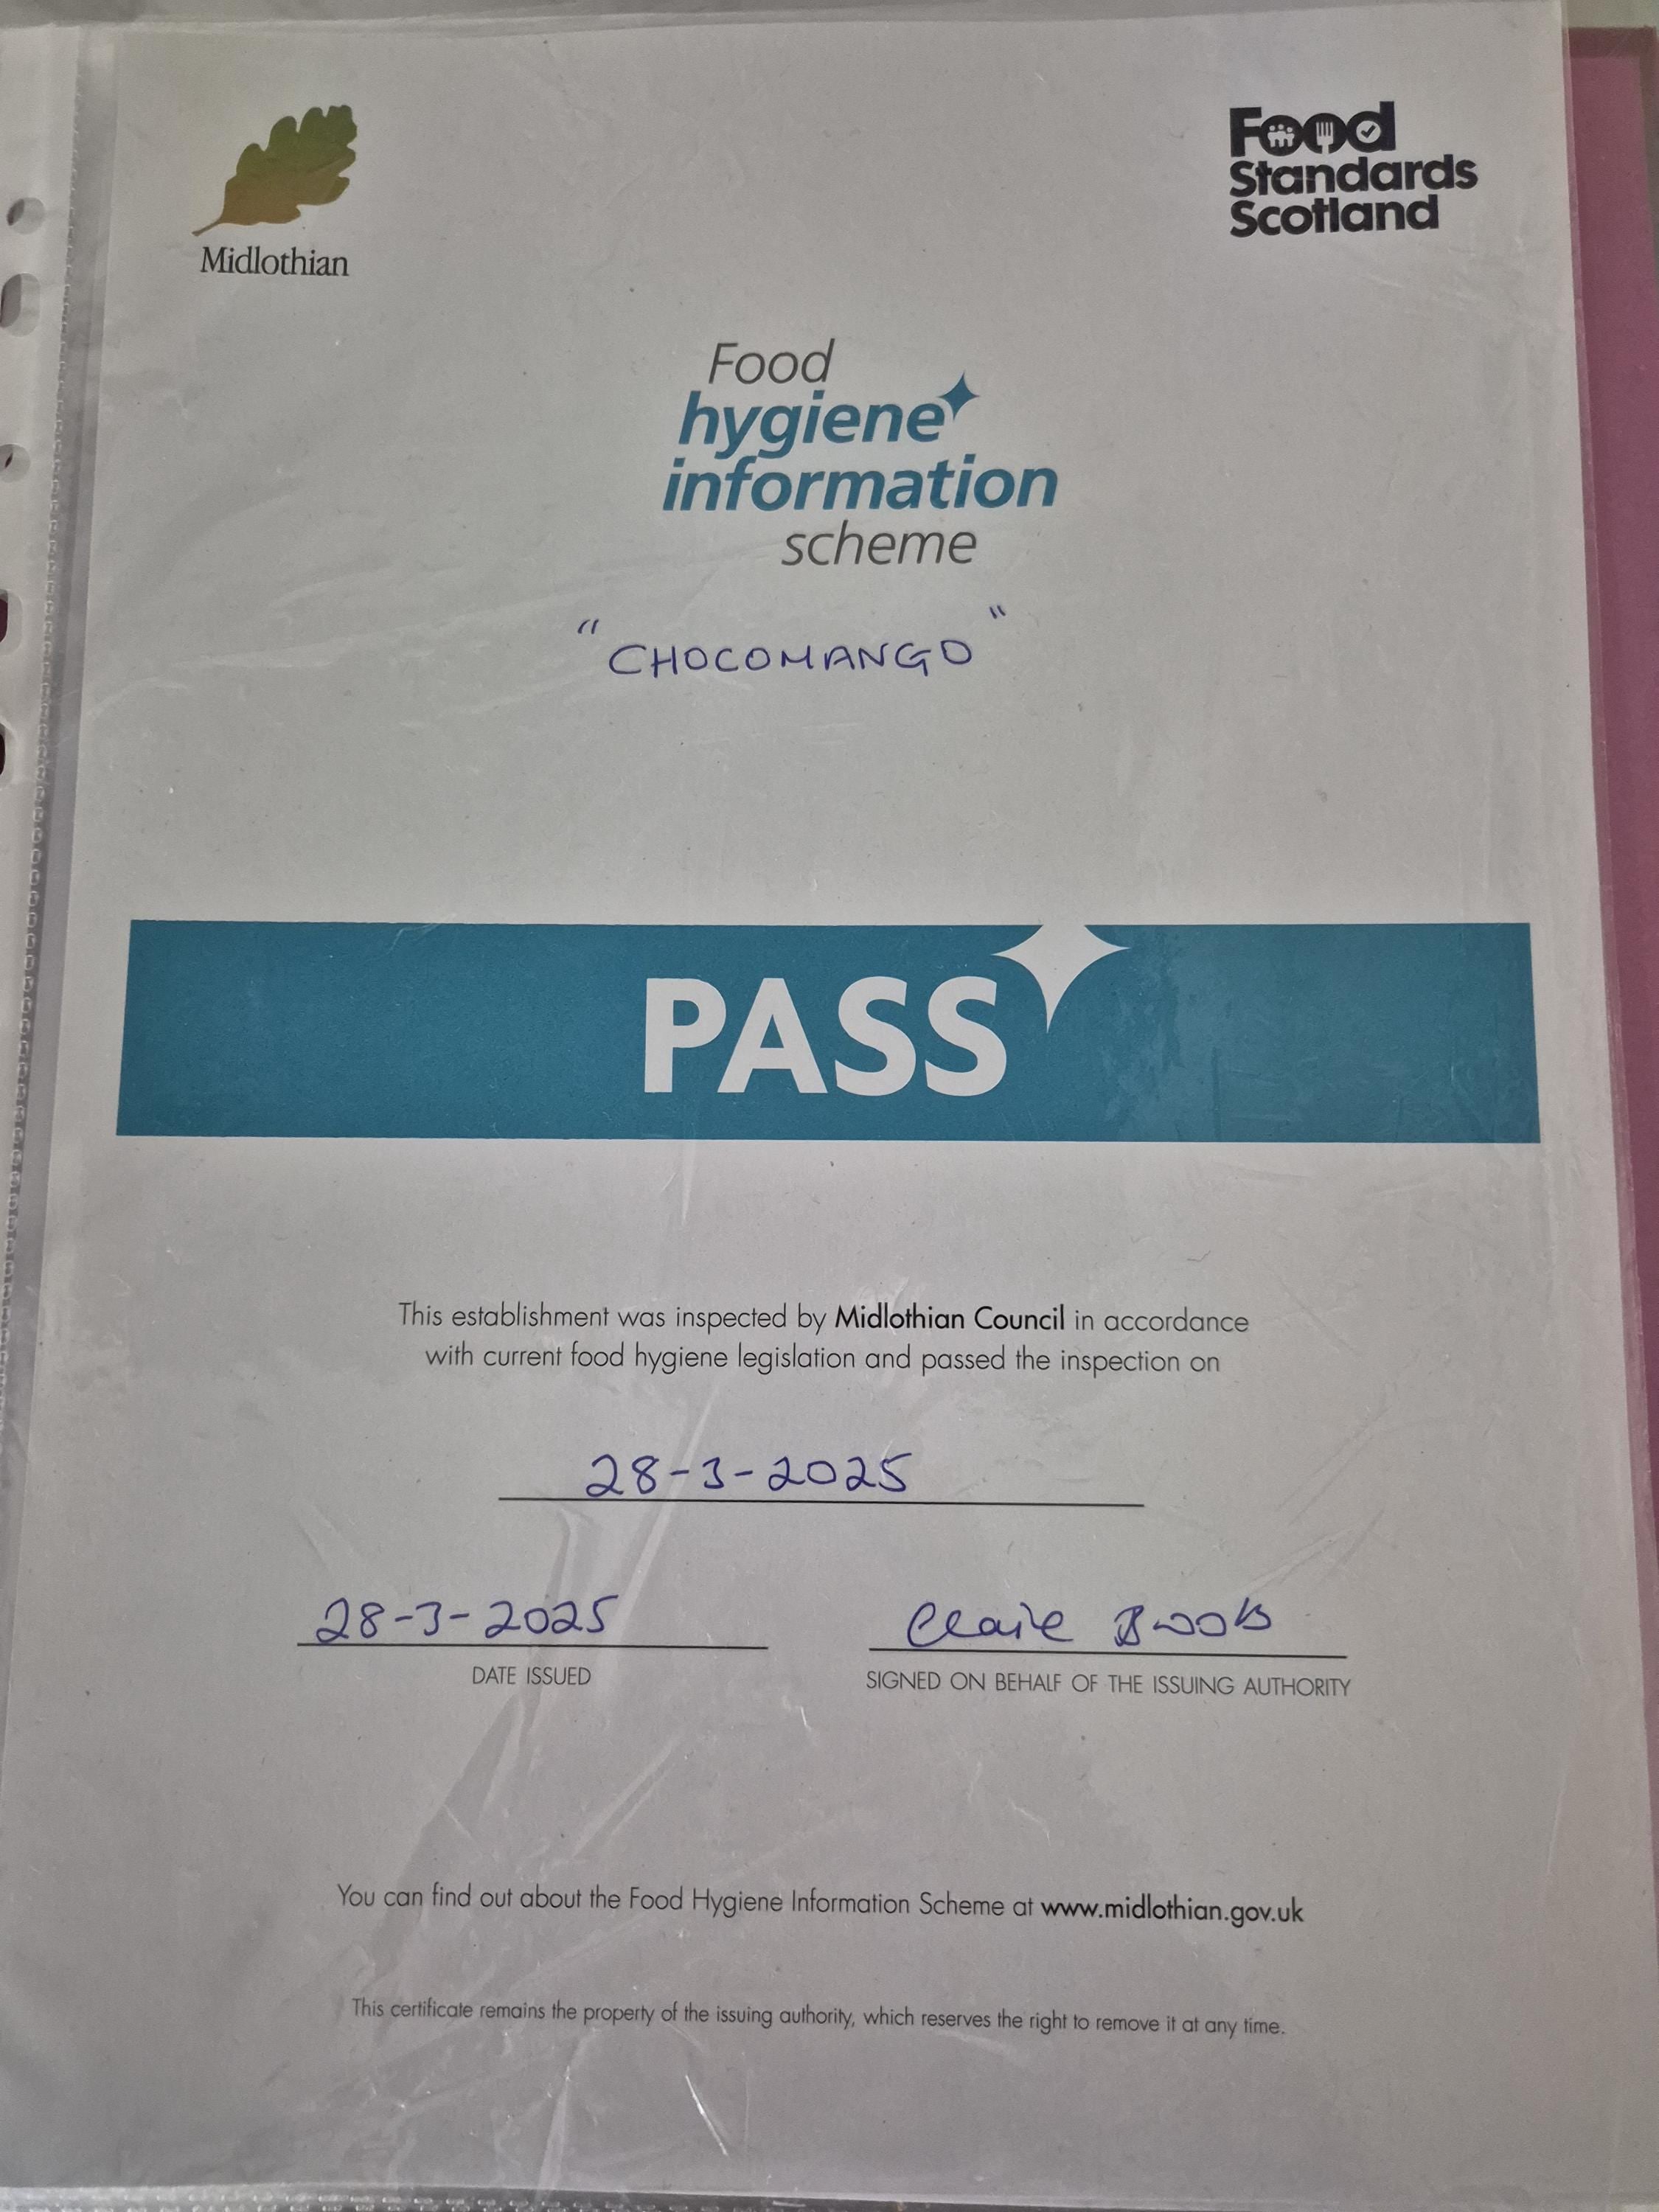 Midlothian
Food
Standards
Scotland
Food
hygiene
information
scheme
"CHOCOMANGO"
PASS
This establishment was inspected by Midlothian Council in accordance
with current food hygiene legislation and passed the inspection on
28-3-2025
28-3-2025
DATE ISSUED
Claire
SIGNED ON BEHALF OF THE ISSUING AUTHORITY
You can find out about the Food Hygiene Information Scheme at www.midlothian.gov.uk
This certificate remains the property of the issuing authority, which reserves the right to remove it at any time.